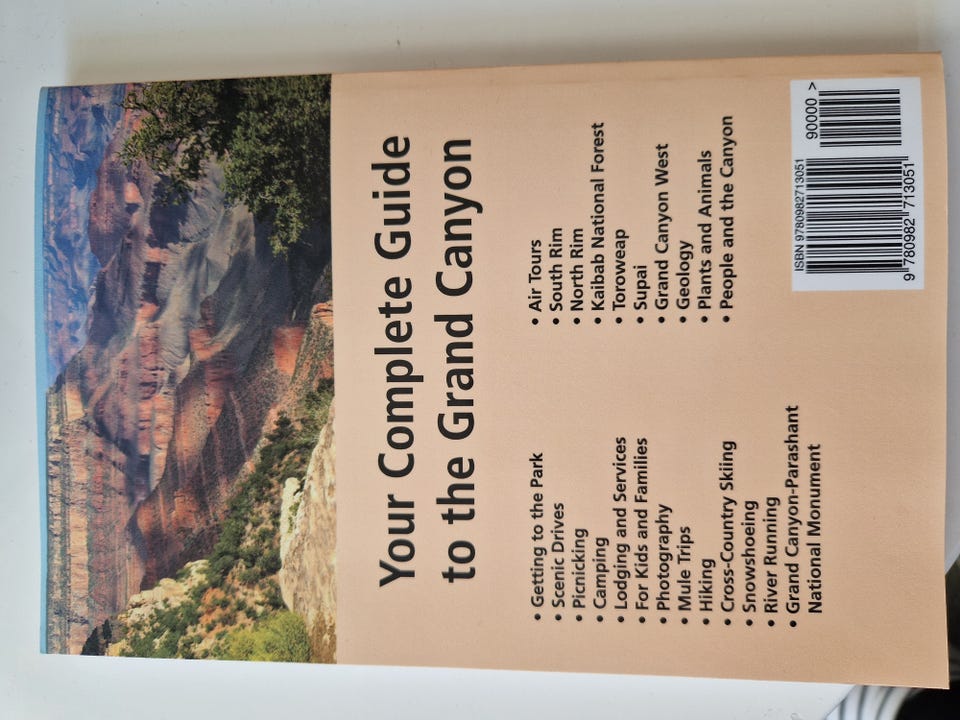 Your Complete Guide
to the Grand Canyon
• Getting to the Park
• Scenic Drives
• Picnicking
• Camping
• Lodging and Services
• For Kids and Families
• Photography
• Mule Trips
• Hiking
• Cross-Country Skiing
• Snowshoeing
• River Running
• Grand Canyon-Parashant
National Monument
• Air Tours
• South Rim
• North Rim
• Kaibab National Forest
• Toroweap
• Supai
• Grand Canyon West
• Geology
• Plants and Animals
• People and the Canyon
ISBN 9780982713051
90000 >
9 780982 713051